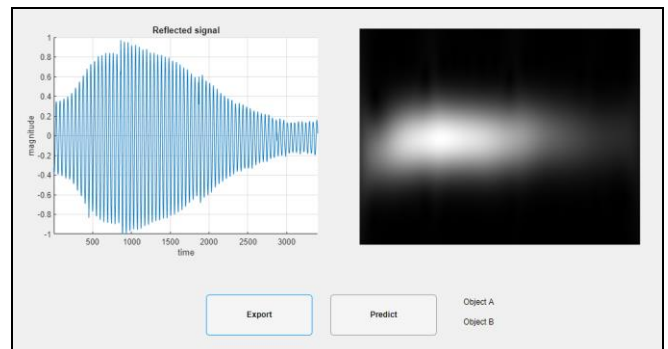 Reflected signal
1
0.8
0.6
0.4
0.2
0
-0.2
-0.4
-0.6
-0.8
-1
magnitude
500 1000 1500 2000 2500 3000
time
Export
Predict
Object A
Object B